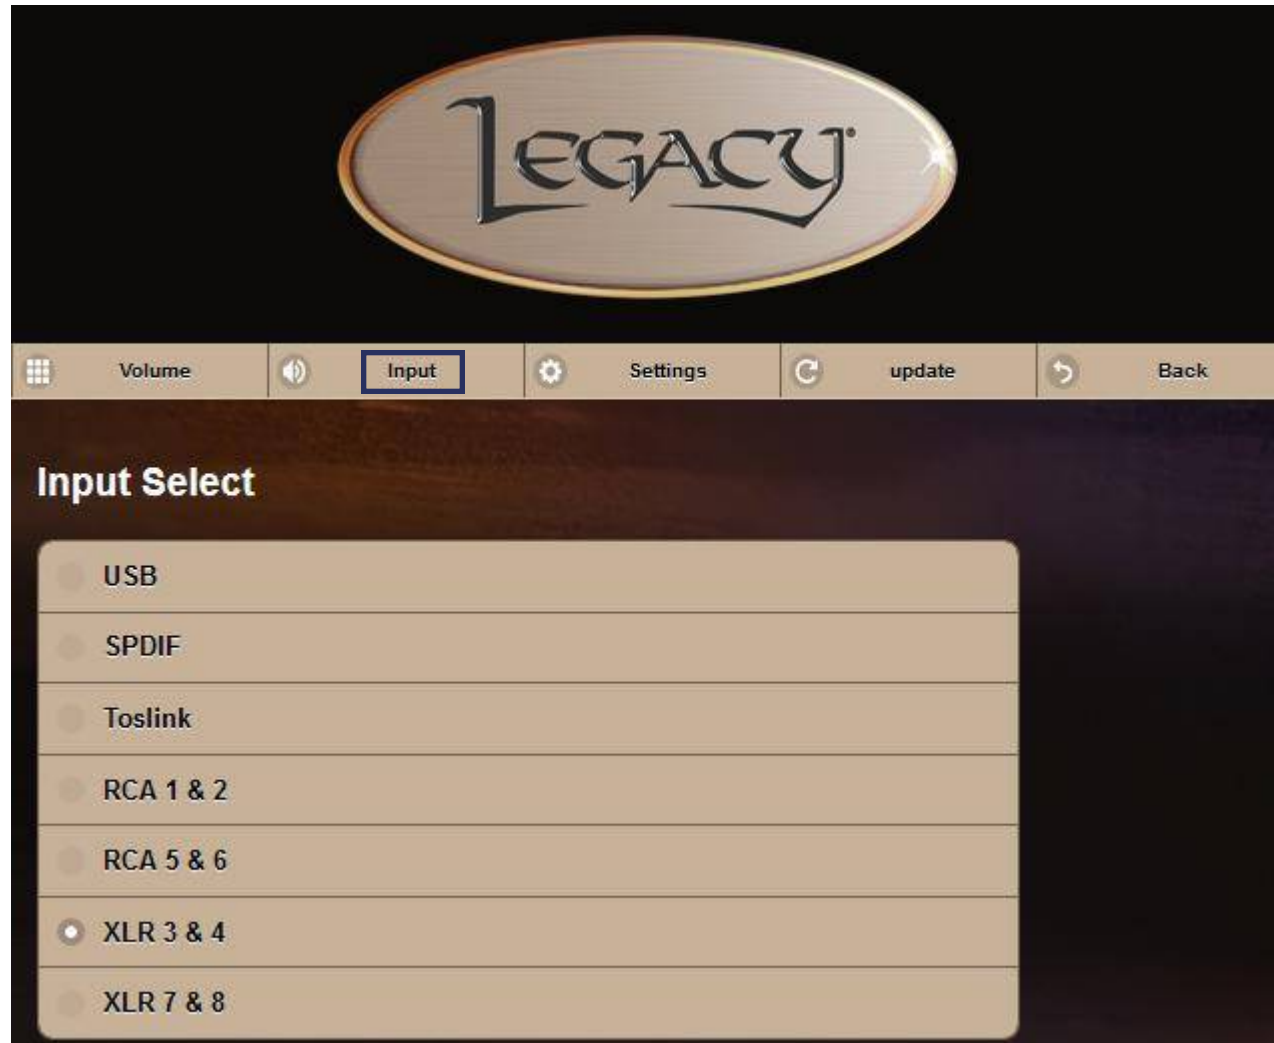 LEGACY®
Volume Input Settings update Back
Input Select
USB
SPDIF
Toslink
RCA 1 & 2
RCA 5 & 6
XLR 3 & 4
XLR 7 & 8